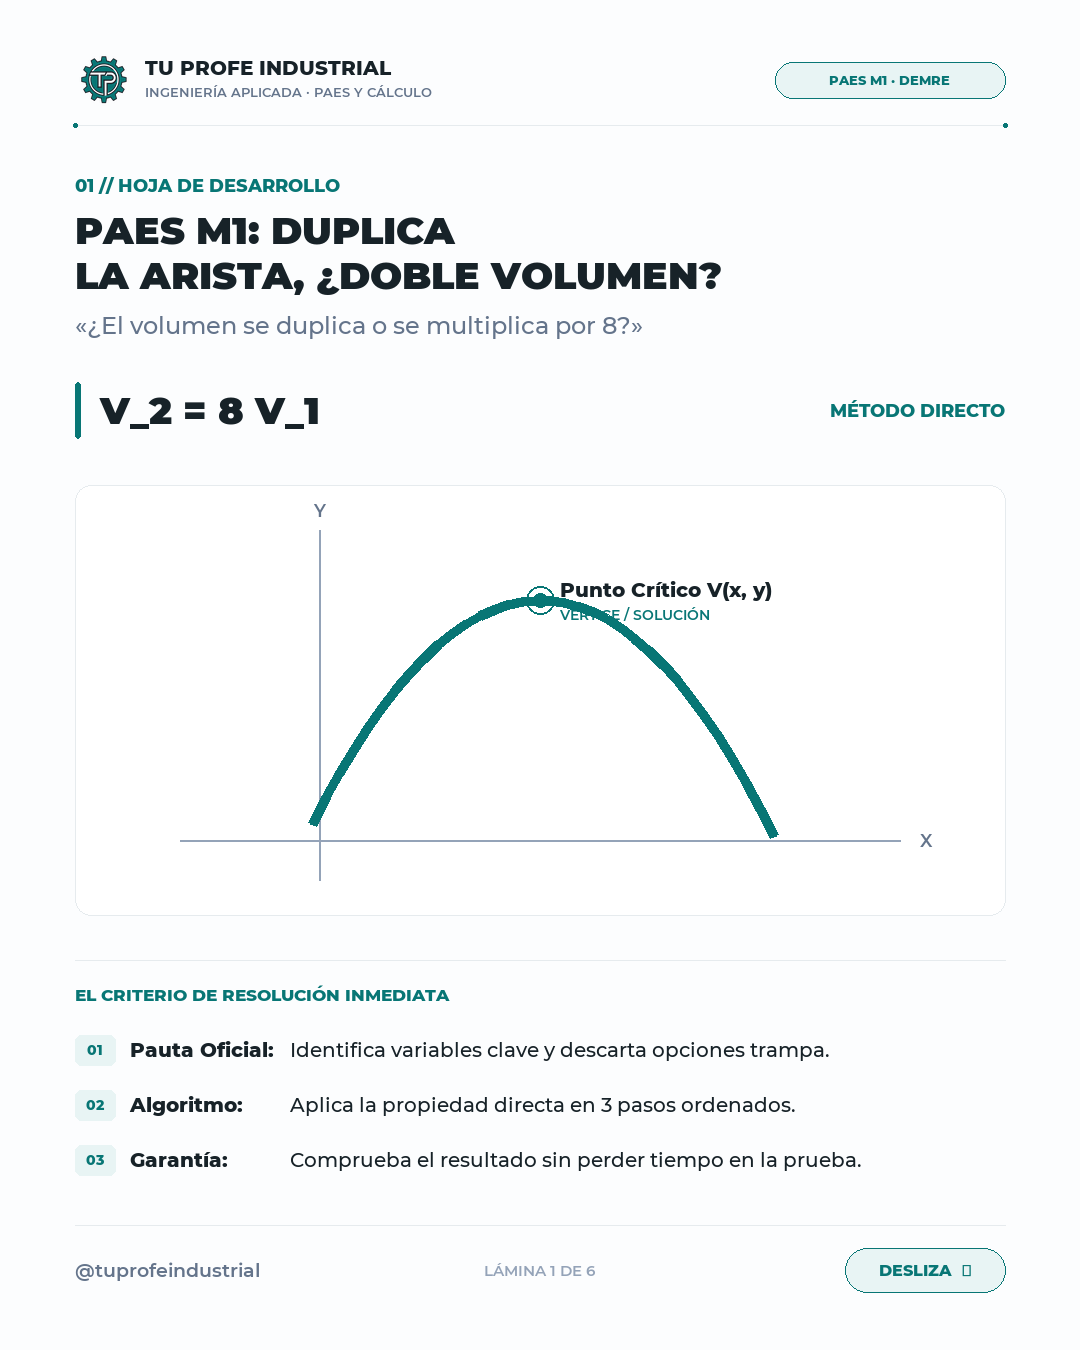 TU PROFE INDUSTRIAL
INGENIERÍA APLICADA · PAES Y CÁLCULO
PAES M1 · DEMRE
01 // HOJA DE DESARROLLO
PAES M1: DUPLICA
LA ARISTA, ¿DOBLE VOLUMEN?
«¿El volumen se duplica o se multiplica por 8?»
V_2 = 8 V_1
MÉTODO DIRECTO
Y
Punto Crítico V(x, y)
VÉRTICE / SOLUCIÓN
X
EL CRITERIO DE RESOLUCIÓN INMEDIATA
01 Pauta Oficial: Identifica variables clave y descarta opciones trampa.
02 Algoritmo: Aplica la propiedad directa en 3 pasos ordenados.
03 Garantía: Comprueba el resultado sin perder tiempo en la prueba.
@tuprofeindustrial
LÁMINA 1 DE 6
DESLIZA